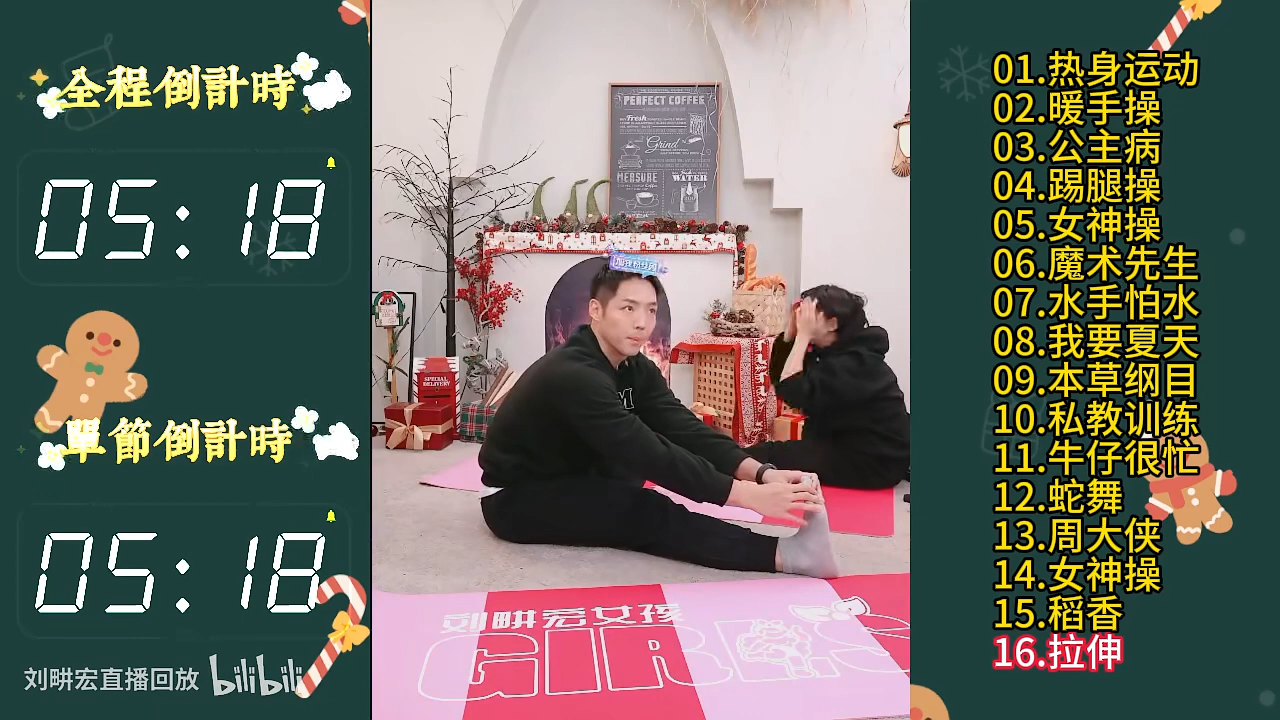 全程倒計時
05:18
單節倒計時
05:18
刘畊宏直播回放 bilibili
PERFECT COFFEE
Fresh
Grind
MEASURE
WATER
SPECIAL
DELIVERY
刘畊宏女孩
GIRLS
01.热身运动
02.暖手操
03.公主病
04.踢腿操
05.女神操
06.魔术先生
07.水手怕水
08.我要夏天
09.本草纲目
10.私教训练
11.牛仔很忙
12.蛇舞
13.周大侠
14.女神操
15.稻香
16.拉伸